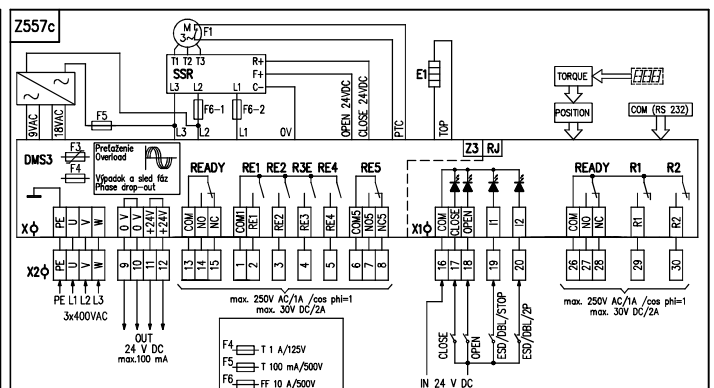 Z557c
M
3~
F1
T1 T2 T3
SSR
R+
F+
C-
L3 L2 L1
F5
F6-1
F6-2
L3 L2 L1
0V
OPEN 24VDC
CLOSE 24VDC
PTC
E1
TOP
TORQUE
POSITION
COM (RS 232)
9VAC
18VAC
DMS3
F3
Pretaženie
Overload
F4
Výpadok a sled fáz
Phase drop-out
Z3 RJ
READY RE1 RE2 R3E RE4 RE5
READY R1 R2
X
PE U V W
0 V
0 V
+24V
+24V
COM NO NC
COM1 RE1 RE2 RE3 RE4
COM5 NO5 NC5
X1
COM CLOSE OPEN I1 I2
COM NO NC R1 R2
X2
PE U V W
9 10 11 12
13 14 15
1 2 3 4 5
6 7 8
16 17 18 19 20
26 27 28 29 30
PE L1 L2 L3
3x400VAC
OUT
24 V DC
max.100 mA
max. 250V AC/1A /cos phi=1
max. 30V DC/2A
CLOSE
OPEN
ESD/DBL/STOP
ESD/DBL/2P
IN 24 V DC
max. 250V AC/1A /cos phi=1
max. 30V DC/2A
F4 T 1 A/125V
F5 T 100 mA/500V
F6 FF 10 A/500V